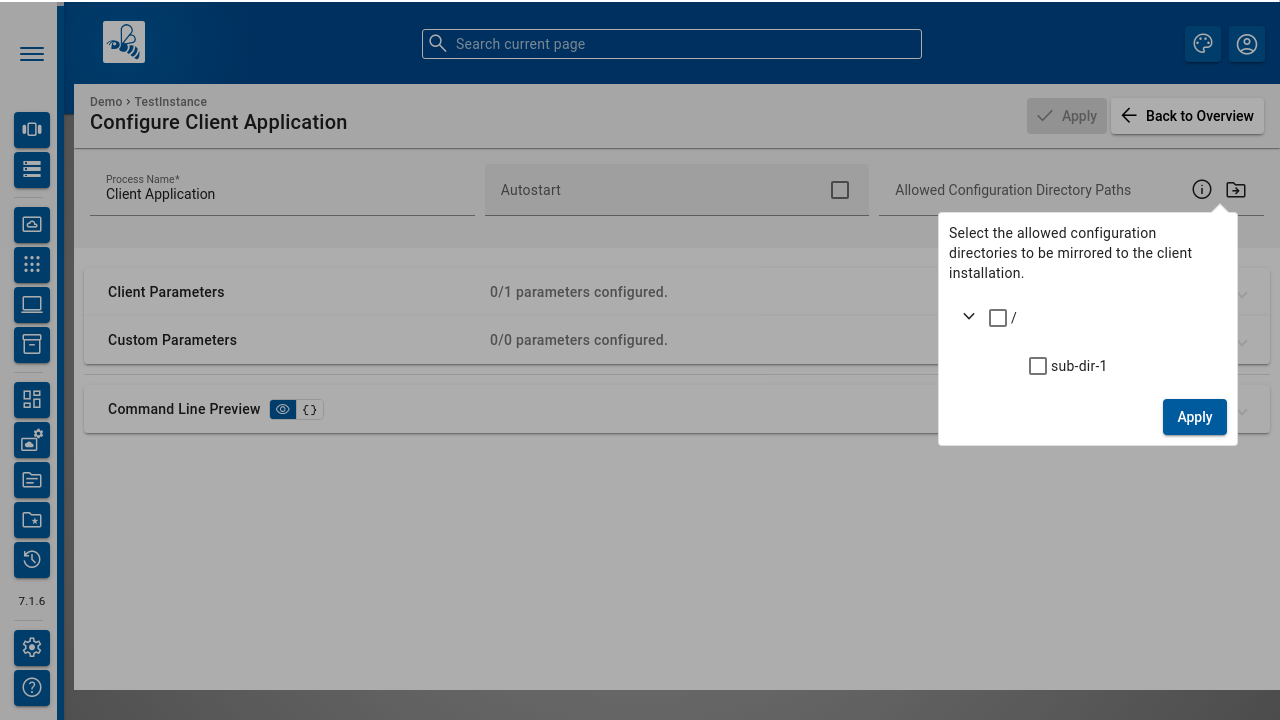 Search current page
Demo › TestInstance
Configure Client Application
Apply
Back to Overview
Process Name*
Client Application
Autostart
Allowed Configuration Directory Paths
Select the allowed configuration
directories to be mirrored to the client
installation.
/
sub-dir-1
Apply
Client Parameters 0/1 parameters configured.
Custom Parameters 0/0 parameters configured.
Command Line Preview {}
7.1.6